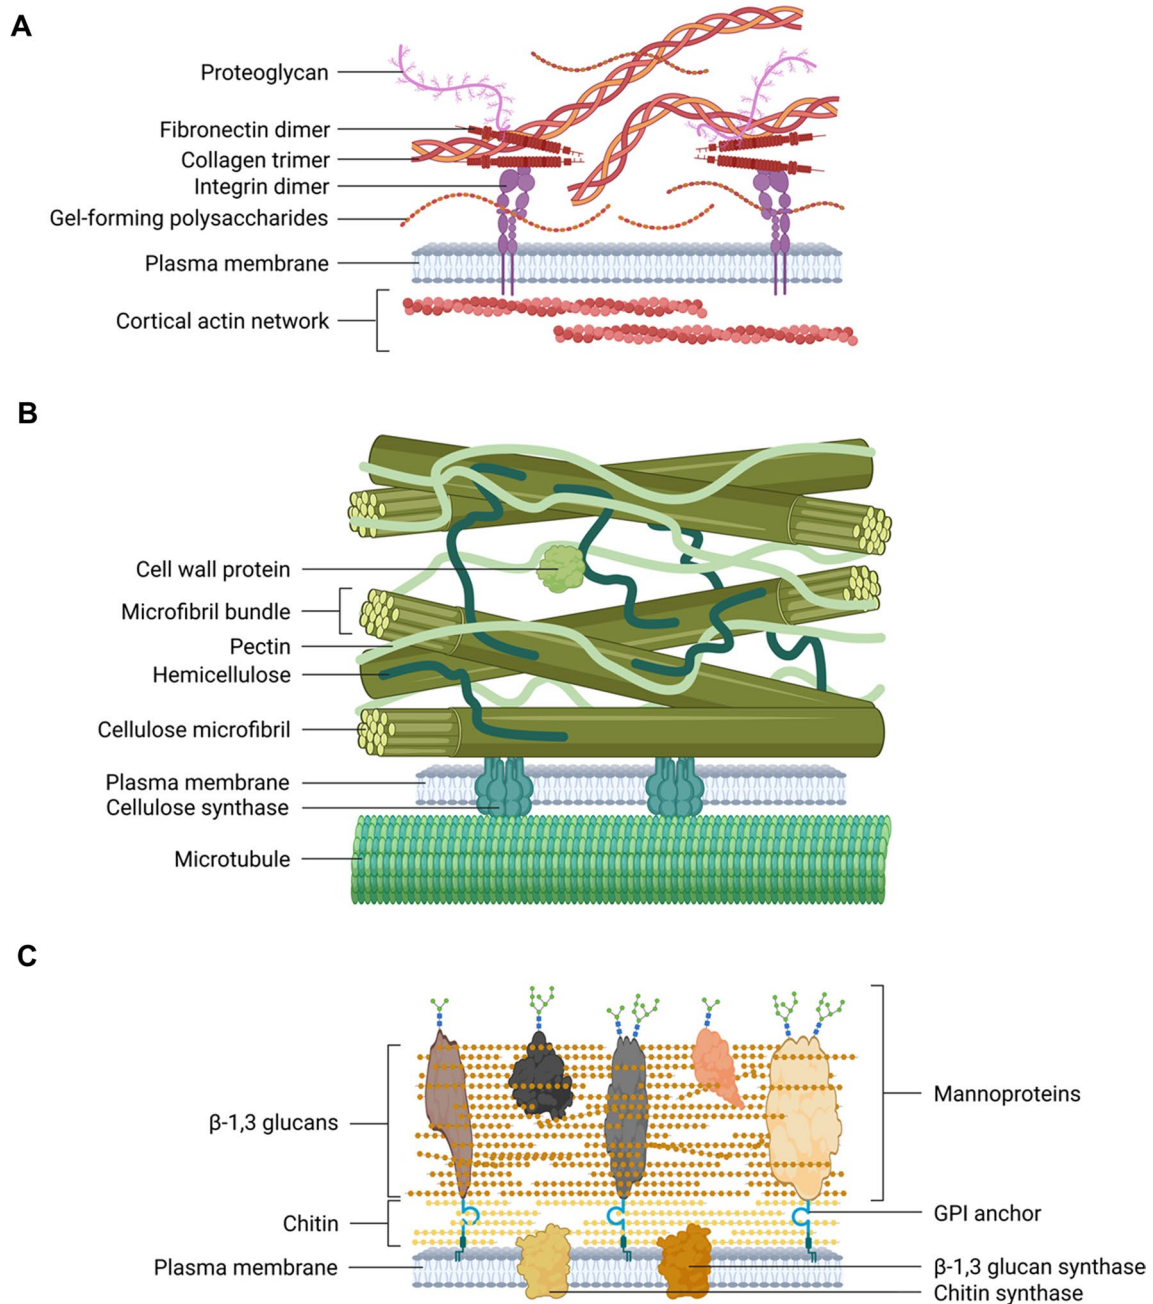 A
Proteoglycan
Fibronectin dimer
Collagen trimer
Integrin dimer
Gel-forming polysaccharides
Plasma membrane
Cortical actin network
B
Cell wall protein
Microfibril bundle
Pectin
Hemicellulose
Cellulose microfibril
Plasma membrane
Cellulose synthase
Microtubule
C
β-1,3 glucans
Mannoproteins
Chitin
GPI anchor
Plasma membrane
β-1,3 glucan synthase
Chitin synthase